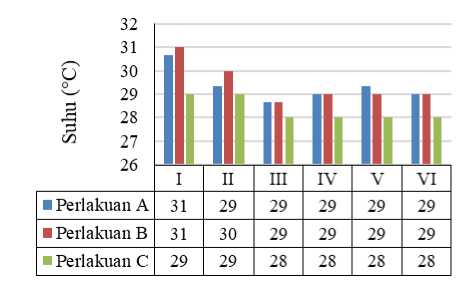 32
31
30
29
28
27
26
Suhu (°C)
I II III IV V VI
Perlakuan A 31 29 29 29 29 29
Perlakuan B 31 30 29 29 29 29
Perlakuan C 29 29 28 28 28 28